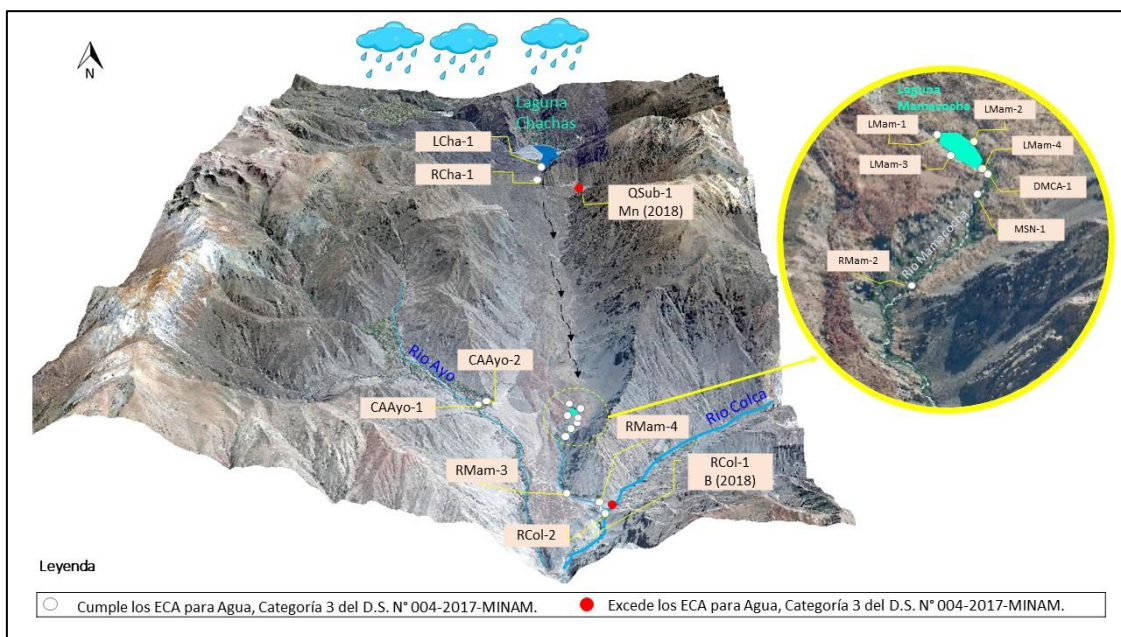 N
Laguna
Chachas
LCha-1
RCha-1
QSub-1
Mn (2018)
Laguna
Mamacocha
LMam-1
LMam-2
LMam-3
LMam-4
DMCA-1
MSN-1
Río Mamacocha
RMam-2
Rio Ayo
CAAyo-2
CAAyo-1
RMam-4
Rio Colca
RMam-3
RCol-1
B (2018)
RCol-2
Leyenda
Cumple los ECA para Agua, Categoría 3 del D.S. N° 004-2017-MINAM.
Excede los ECA para Agua, Categoría 3 del D.S. N° 004-2017-MINAM.